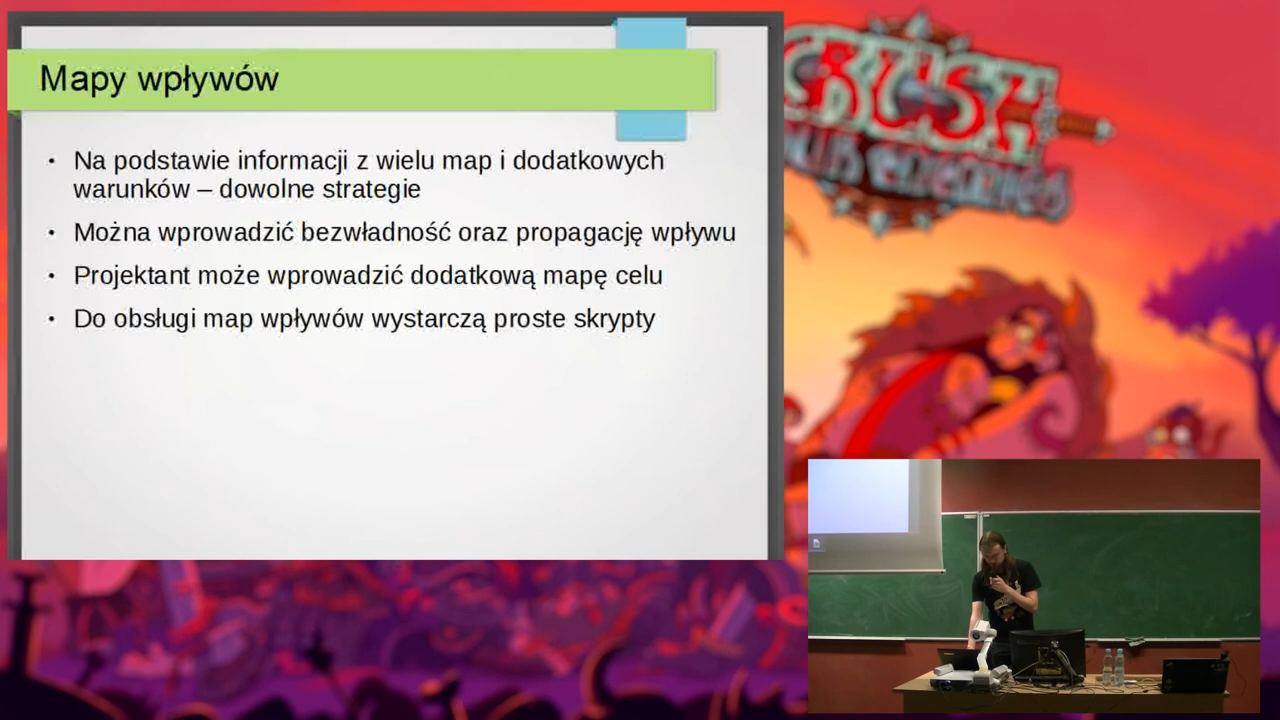 Mapy wpływów
• Na podstawie informacji z wielu map i dodatkowych
warunków – dowolne strategie
• Można wprowadzić bezwładność oraz propagację wpływu
• Projektant może wprowadzić dodatkową mapę celu
• Do obsługi map wpływów wystarczą proste skrypty